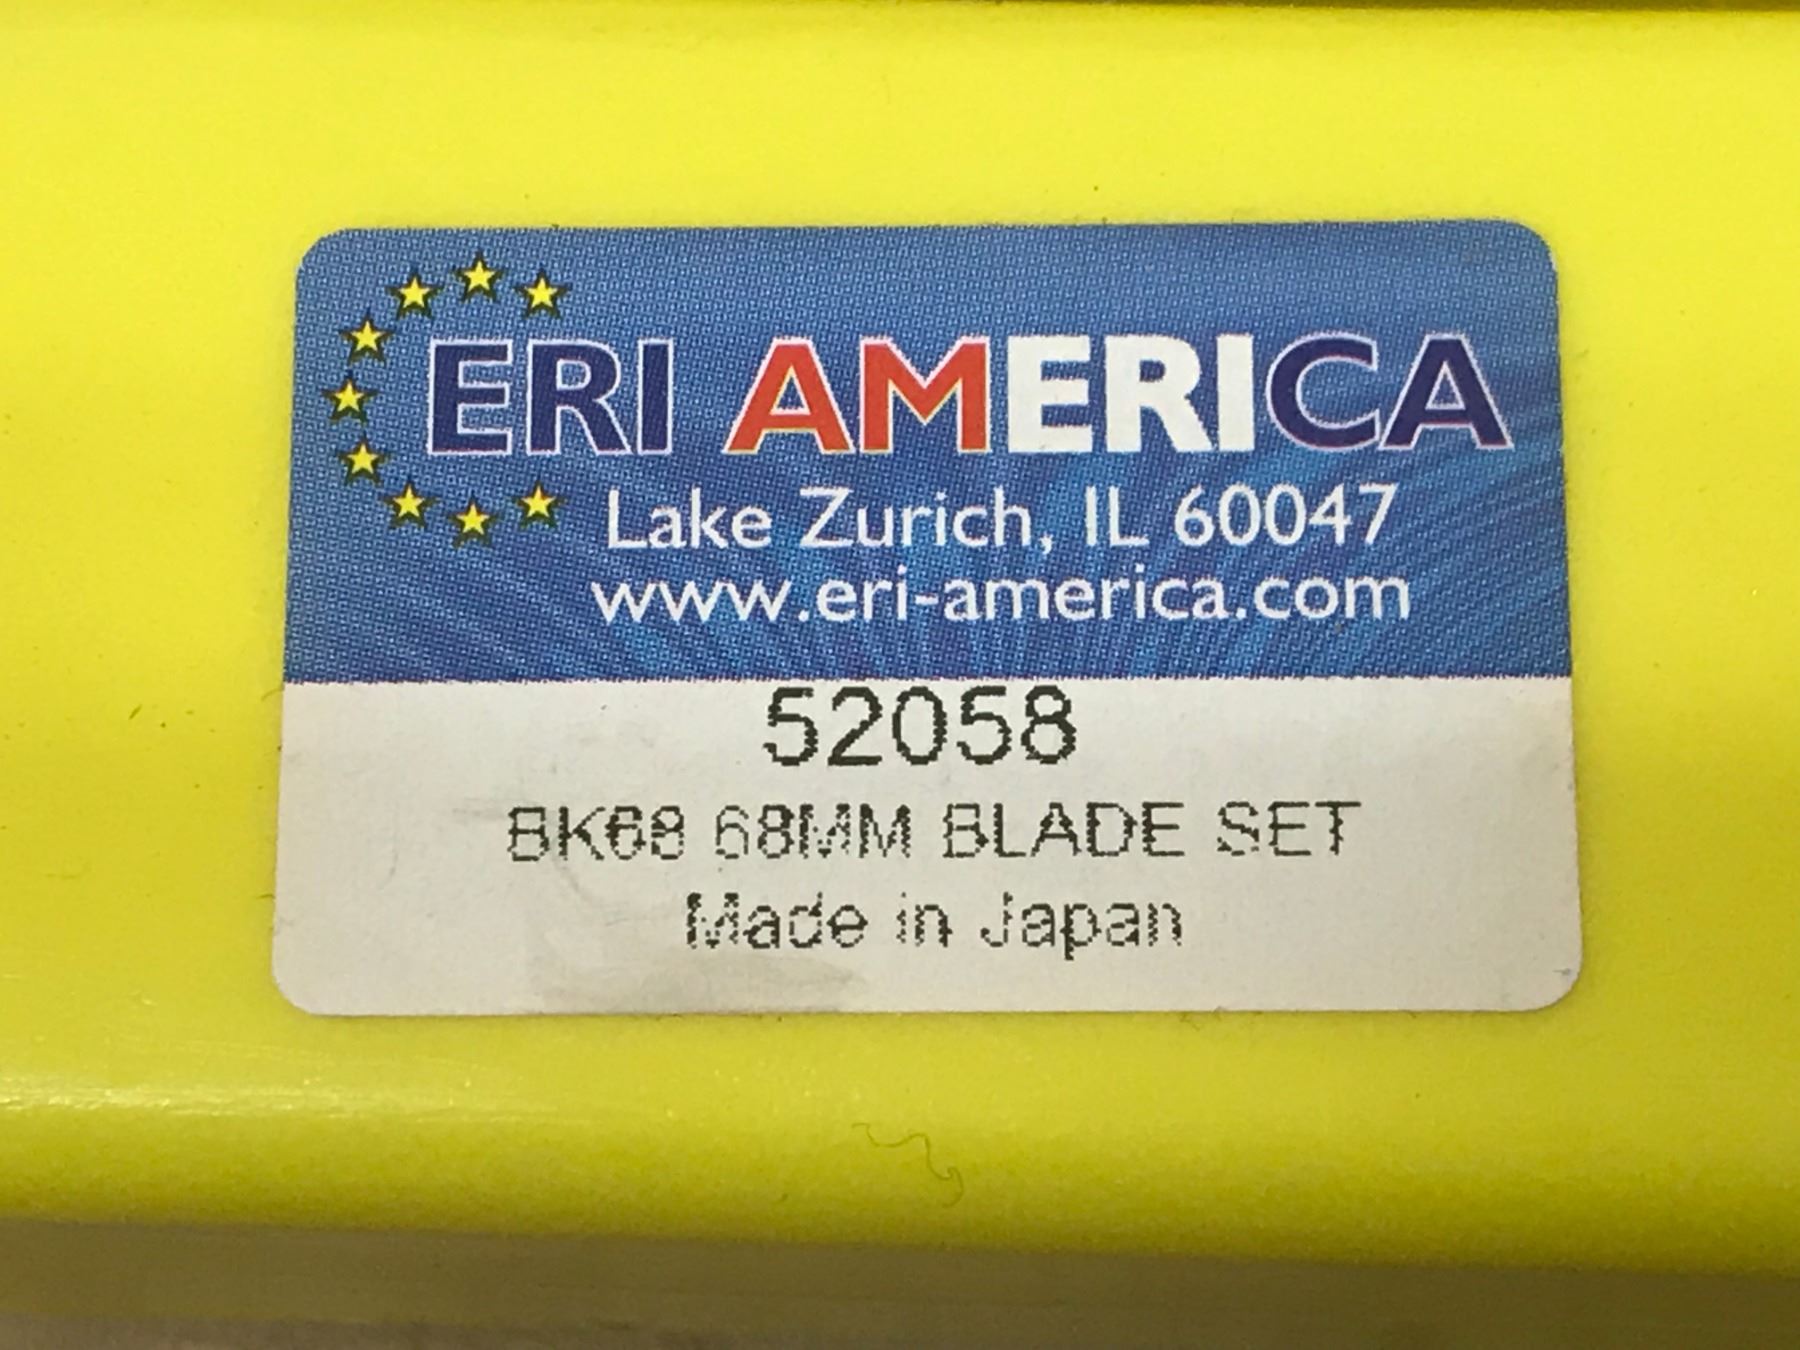 ERI AMERICA
Lake Zurich, IL 60047
www.eri-america.com
52058
BK68 68MM BLADE SET
Made in Japan